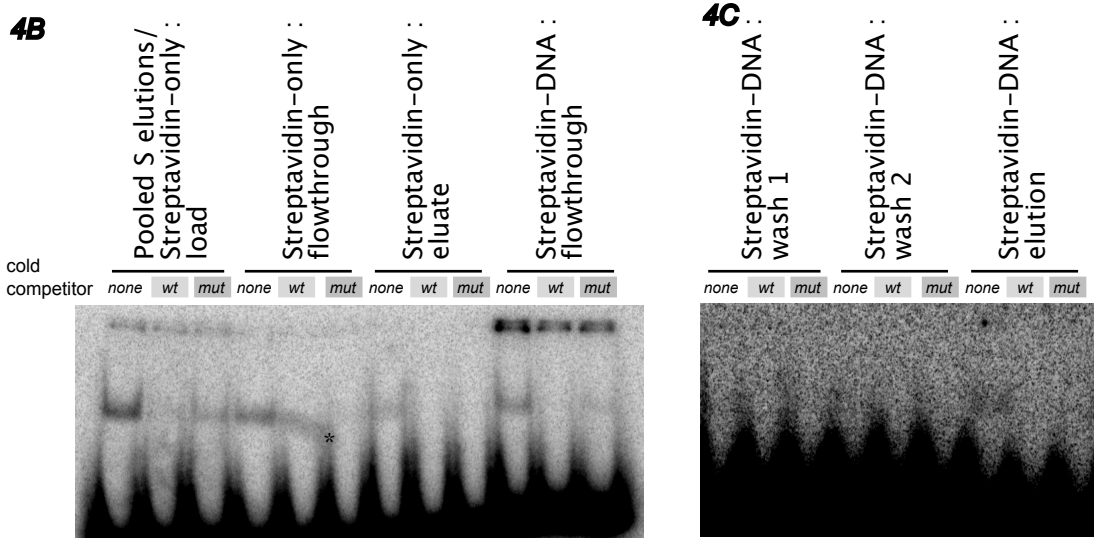 4B
Pooled S elutions/
Streptavidin-only :
load
Streptavidin-only :
flowthrough
Streptavidin-only :
eluate
Streptavidin-DNA :
flowthrough
cold
competitor none wt mut none wt mut none wt mut none wt mut
*
4C
Streptavidin-DNA :
wash 1
Streptavidin-DNA :
wash 2
Streptavidin-DNA :
elution
none wt mut none wt mut none wt mut